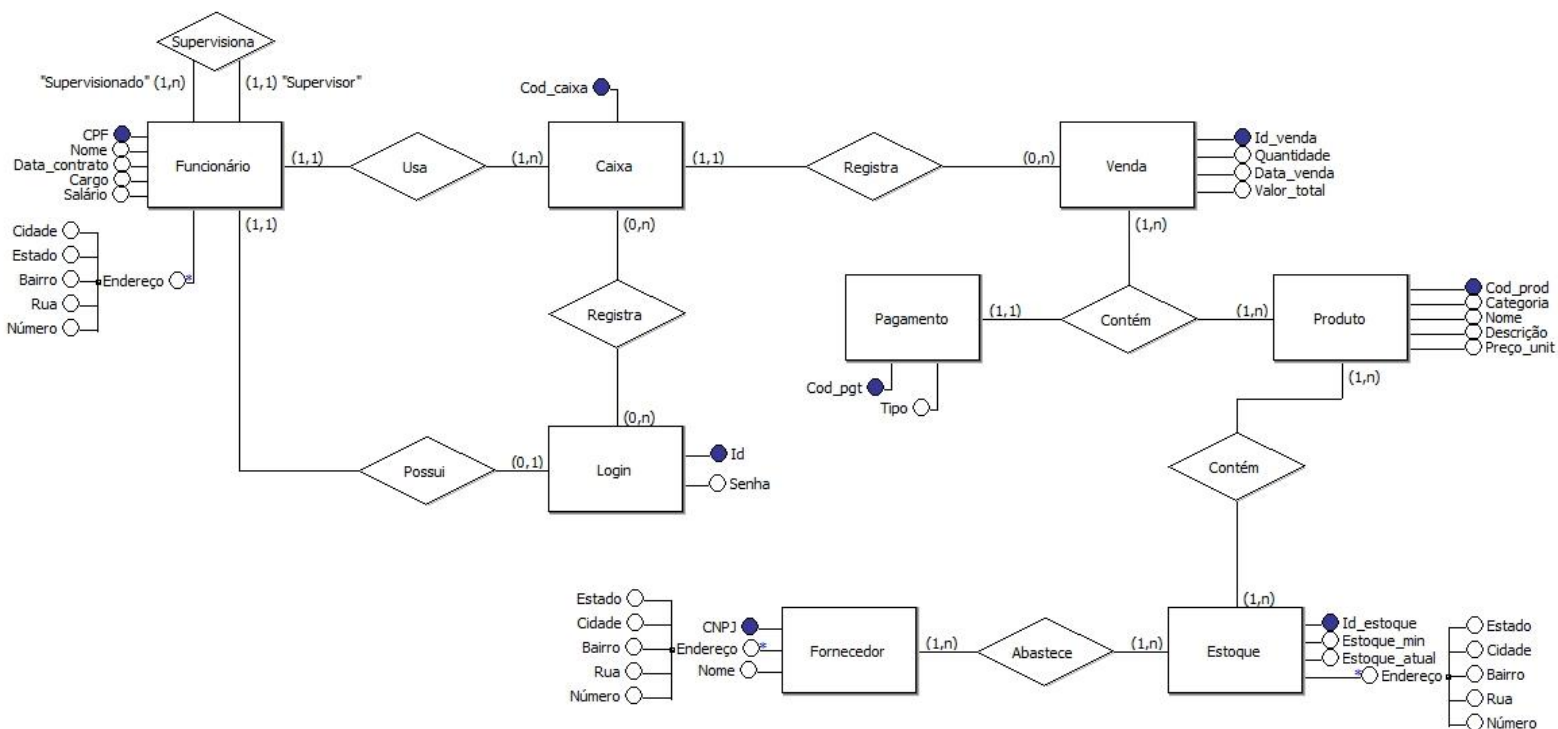 Supervisiona
"Supervisionado" (1,n)
(1,1) "Supervisor"
CPF
Nome
Data_contrato
Cargo
Salário
Funcionário
(1,1)
Usa
(1,n)
Cod_caixa
Caixa
(1,1)
Registra
(0,n)
Venda
Id_venda
Quantidade
Data_venda
Valor_total
(1,1)
(0,n)
(1,n)
Cidade
Estado
Bairro
Rua
Número
Endereço *
Registra
Pagamento
(1,1)
Contém
(1,n)
Produto
Cod_prod
Categoria
Nome
Descrição
Preço_unit
Cod_pgt
Tipo
(1,n)
(0,n)
Possui
(0,1)
Login
Id
Senha
Contém
(1,n)
Estado
Cidade
Bairro
Rua
Número
CNPJ
Endereço *
Nome
Fornecedor
(1,n)
Abastece
(1,n)
Estoque
Id_estoque
Estoque_min
Estoque_atual
* Endereço
Estado
Cidade
Bairro
Rua
Número